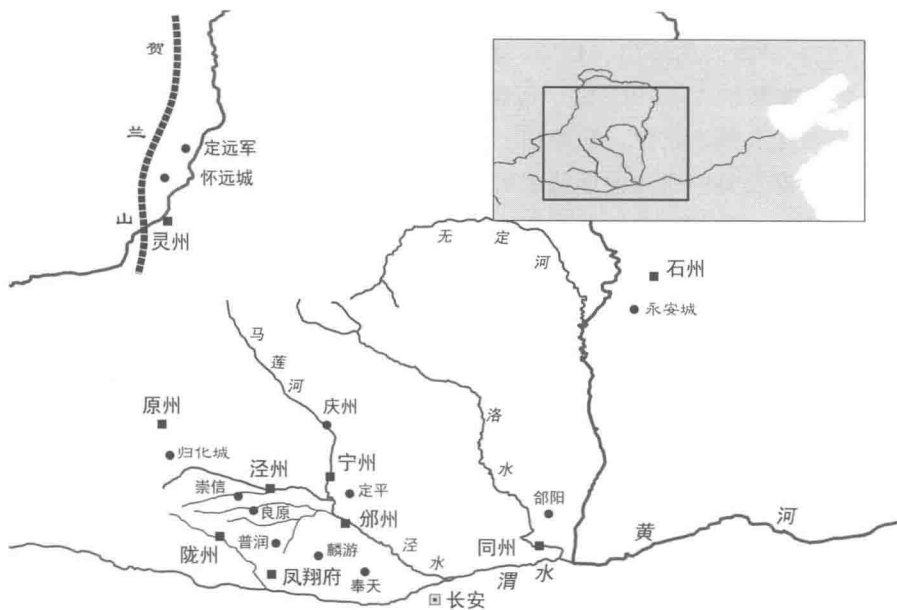 贺
兰
山
定远军
怀远城
灵州
无定河
石州
永安城
马莲河
原州
庆州
归化城
洛水
泾州
宁州
崇信
定平
良原
郃阳
邠州
黄河
陇州
普润
麟游
泾水
同州
渭水
凤翔府
奉天
长安